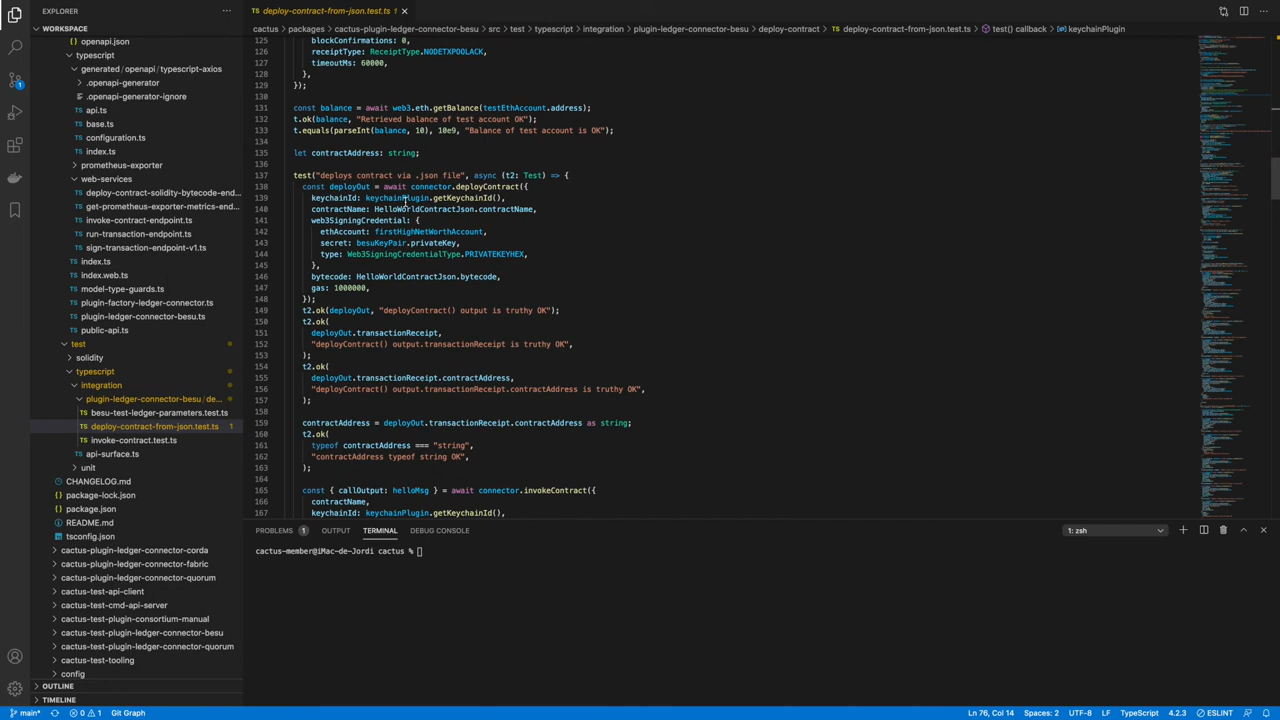 EXPLORER
WORKSPACE
openapi.json
typescript
generated/openapi/typescript-axios
.openapi-generator
.openapi-generator-ignore
api.ts
base.ts
configuration.ts
index.ts
prometheus-exporter
web-services
deploy-contract-solidity-bytecode-end...
get-prometheus-exporter-metrics-end...
invoke-contract-endpoint.ts
run-transaction-endpoint.ts
sign-transaction-endpoint-v1.ts
index.ts
index.web.ts
model-type-guards.ts
plugin-factory-ledger-connector.ts
plugin-ledger-connector-besu.ts
public-api.ts
test
solidity
typescript
integration
plugin-ledger-connector-besu / de...
besu-test-ledger-parameters.test.ts
deploy-contract-from-json.test.ts 1
invoke-contract.test.ts
api-surface.ts
unit
CHANGELOG.md
package-lock.json
package.json
README.md
tsconfig.json
cactus-plugin-ledger-connector-corda
cactus-plugin-ledger-connector-fabric
cactus-plugin-ledger-connector-quorum
cactus-test-api-client
cactus-test-cmd-api-server
cactus-test-plugin-consortium-manual
cactus-test-plugin-ledger-connector-besu
cactus-test-plugin-ledger-connector-quorum
cactus-test-tooling
config
OUTLINE
TIMELINE
deploy-contract-from-json.test.ts 1
cactus > packages > cactus-plugin-ledger-connector-besu > src > test > typescript > integration > plugin-ledger-connector-besu > deploy-contract > deploy-contract-from-json.test.ts > test() callback > keychainPlugin
125 blockConfirmations: 0,
126 receiptType: ReceiptType.NODETXPOOLACK,
127 timeoutMs: 60000,
128 },
129 });
130
131 const balance = await web3.eth.getBalance(testEthAccount.address);
132 t.ok(balance, "Retrieved balance of test account OK");
133 t.equals(parseInt(balance, 10), 10e9, "Balance of test account is OK");
134
135 let contractAddress: string;
136
137 test("deploys contract via .json file", async (t2: Test) => {
138 const deployOut = await connector.deployContract({
139 keychainId: keychainPlugin.getKeychainId(),
140 contractName: HelloWorldContractJson.contractName,
141 web3SigningCredential: {
142 ethAccount: firstHighNetWorthAccount,
143 secret: besuKeyPair.privateKey,
144 type: Web3SigningCredentialType.PRIVATEKEYHEX,
145 },
146 bytecode: HelloWorldContractJson.bytecode,
147 gas: 1000000,
148 });
149 t2.ok(deployOut, "deployContract() output is truthy OK");
150 t2.ok(
151 deployOut.transactionReceipt,
152 "deployContract() output.transactionReceipt is truthy OK",
153 );
154 t2.ok(
155 deployOut.transactionReceipt.contractAddress,
156 "deployContract() output.transactionReceipt.contractAddress is truthy OK",
157 );
158
159 contractAddress = deployOut.transactionReceipt.contractAddress as string;
160 t2.ok(
161 typeof contractAddress === "string",
162 "contractAddress typeof string OK",
163 );
164
165 const { callOutput: helloMsg } = await connector.invokeContract({
166 contractName,
167 keychainId: keychainPlugin.getKeychainId(),
PROBLEMS 1 OUTPUT TERMINAL DEBUG CONSOLE
1: zsh
cactus-member@iMac-de-Jordi cactus %
main* 0 1 Git Graph
Ln 76, Col 14 Spaces: 2 UTF-8 LF TypeScript 4.2.3 ESLINT